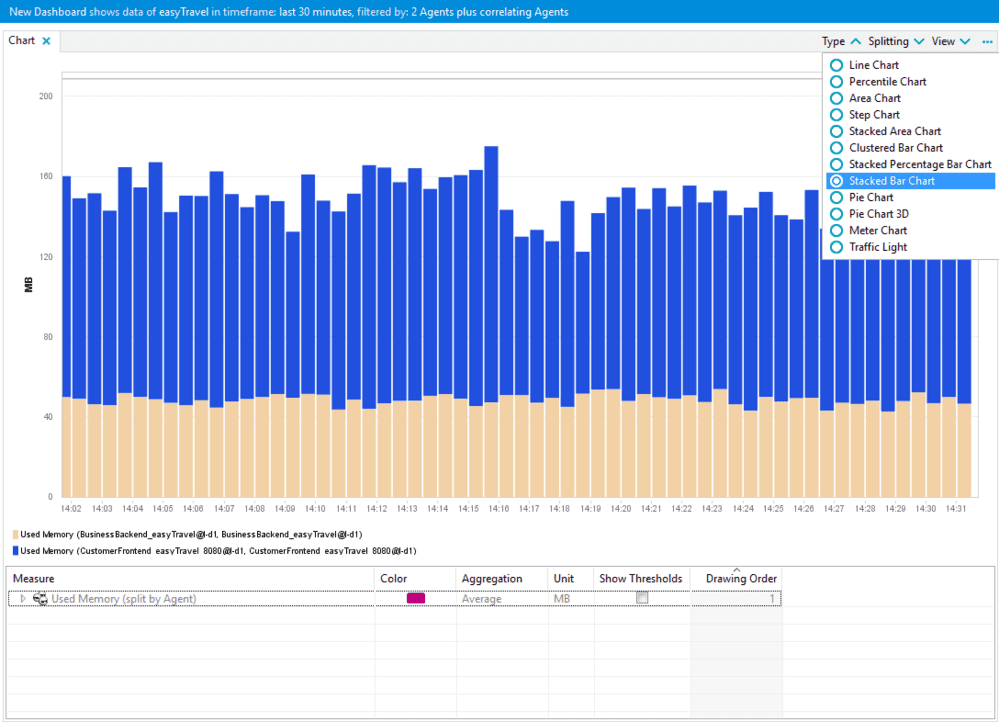 New Dashboard shows data of easyTravel in timeframe: last 30 minutes, filtered by: 2 Agents plus correlating Agents
Chart
Type Splitting View ...
Line Chart
Percentile Chart
Area Chart
Step Chart
Stacked Area Chart
Clustered Bar Chart
Stacked Percentage Bar Chart
Stacked Bar Chart
Pie Chart
Pie Chart 3D
Meter Chart
Traffic Light
200
160
120
80
40
0
MB
14:02 14:03 14:04 14:05 14:06 14:07 14:08 14:09 14:10 14:11 14:12 14:13 14:14 14:15 14:16 14:17 14:18 14:19 14:20 14:21 14:22 14:23 14:24 14:25 14:26 14:27 14:28 14:29 14:30 14:31
Used Memory (BusinessBackend_easyTravel@l-d1, BusinessBackend_easyTravel@l-d1)
Used Memory (CustomerFrontend_easyTravel_8080@l-d1, CustomerFrontend_easyTravel_8080@l-d1)
Measure Color Aggregation Unit Show Thresholds Drawing Order
Used Memory (split by Agent) Average MB 1